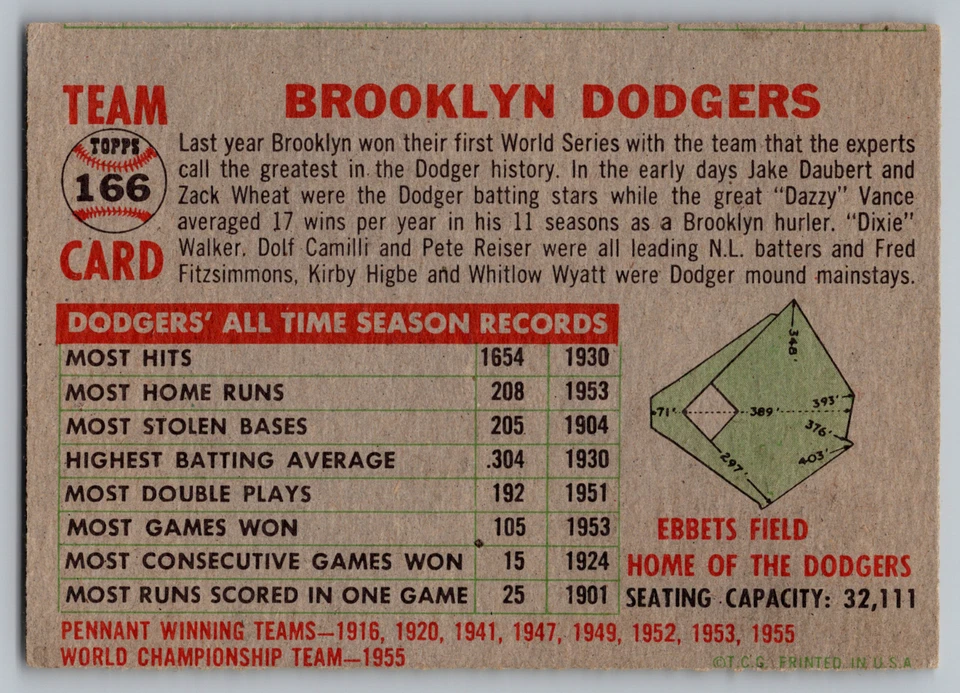 TEAM
TOPPS
166
CARD
BROOKLYN DODGERS
Last year Brooklyn won their first World Series with the team that the experts
call the greatest in the Dodger history. In the early days Jake Daubert and
Zack Wheat were the Dodger batting stars while the great "Dazzy" Vance
averaged 17 wins per year in his 11 seasons as a Brooklyn hurler. "Dixie"
Walker, Dolf Camilli and Pete Reiser were all leading N.L. batters and Fred
Fitzsimmons, Kirby Higbe and Whitlow Wyatt were Dodger mound mainstays.
DODGERS' ALL TIME SEASON RECORDS
MOST HITS 1654 1930
MOST HOME RUNS 208 1953
MOST STOLEN BASES 205 1904
HIGHEST BATTING AVERAGE .304 1930
MOST DOUBLE PLAYS 192 1951
MOST GAMES WON 105 1953
MOST CONSECUTIVE GAMES WON 15 1924
MOST RUNS SCORED IN ONE GAME 25 1901
348'
393'
71'
389'
376'
403'
297'
EBBETS FIELD
HOME OF THE DODGERS
SEATING CAPACITY: 32,111
PENNANT WINNING TEAMS—1916, 1920, 1941, 1947, 1949, 1952, 1953, 1955
WORLD CHAMPIONSHIP TEAM—1955
©T.C.G. PRINTED IN U.S.A